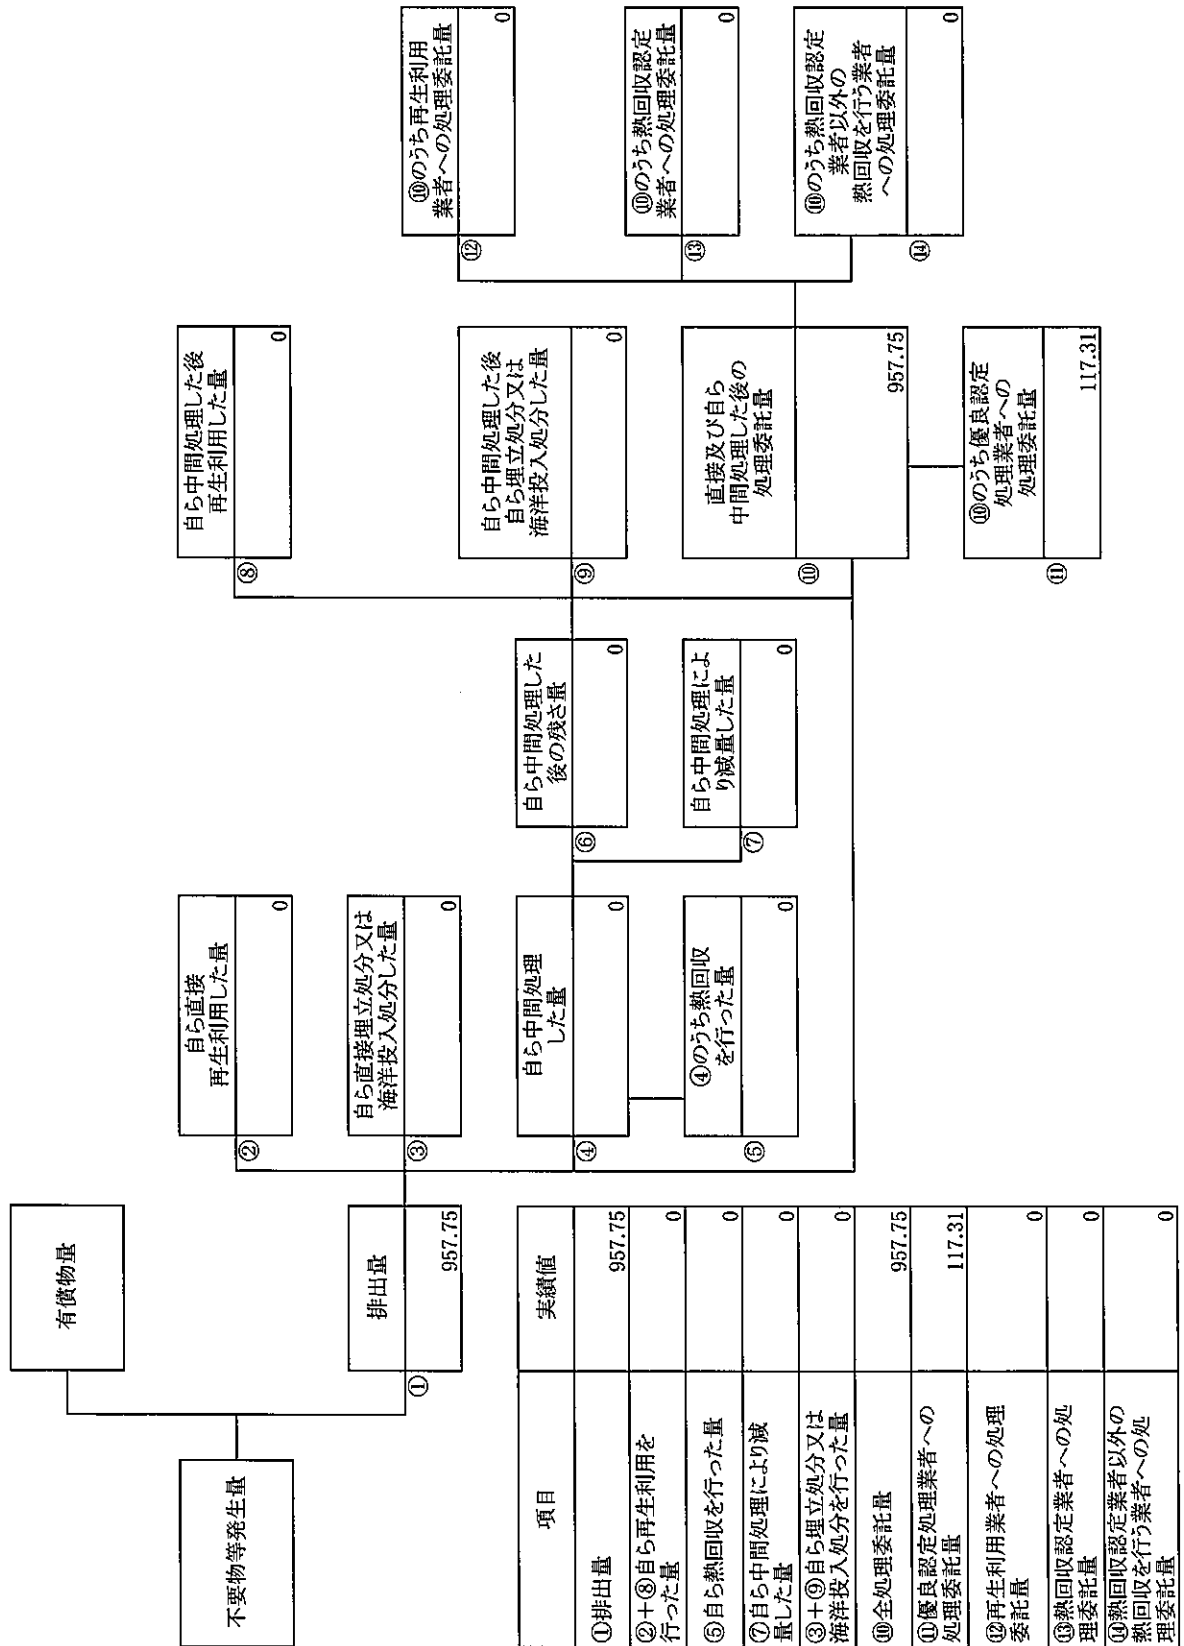 不要物等発生量
有償物量
①
排出量
957.75
②
自ら直接
再生利用した量
0
③
自ら直接埋立処分又は
海洋投入処分した量
0
④
自ら中間処理
した量
0
⑤
④のうち熱回収
を行った量
0
⑥
自ら中間処理した
後の残さ量
0
⑦
自ら中間処理によ
り減量した量
0
⑧
自ら中間処理した後
再生利用した量
0
⑨
自ら中間処理した後
自ら埋立処分又は
海洋投入処分した量
0
⑩
直接及び自ら
中間処理した後の
処理委託量
957.75
⑪
⑩のうち優良認定
処理業者への
処理委託量
117.31
⑫
⑩のうち再生利用
業者への処理委託量
0
⑬
⑩のうち熱回収認定
業者への処理委託量
0
⑭
⑩のうち熱回収認定
業者以外の
熱回収を行う業者
への処理委託量
0
項目 実績値
①排出量 957.75
②+⑧自ら再生利用を
行った量 0
⑤自ら熱回収を行った量 0
⑦自ら中間処理により減
量した量 0
③+⑨自ら埋立処分又は
海洋投入処分を行った量 0
⑩全処理委託量 957.75
⑪優良認定処理業者への
処理委託量 117.31
⑫再生利用業者への処理
委託量 0
⑬熱回収認定業者への処
理委託量 0
⑭熱回収認定業者以外の
熱回収を行う業者への処
理委託量 0